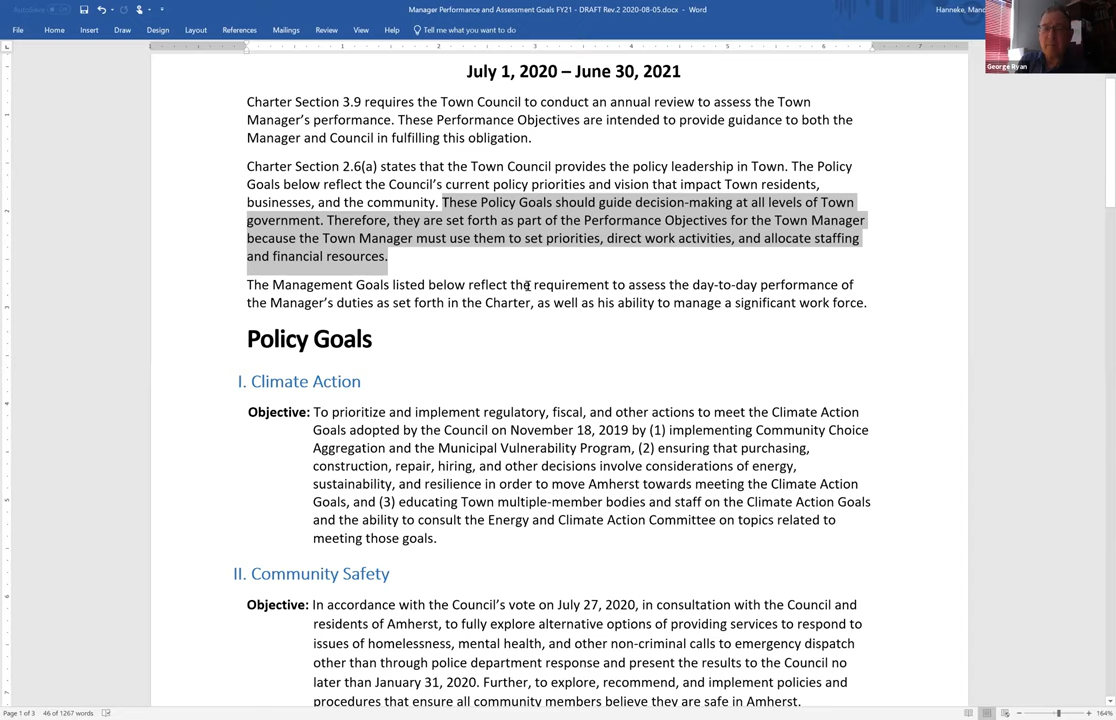 AutoSave Off
Manager Performance and Assessment Goals FY21 - DRAFT Rev.2 2020-08-05.docx - Word
Hanneke, Mand
File Home Insert Draw Design Layout References Mailings Review View Help Tell me what you want to do
George Ryan
July 1, 2020 – June 30, 2021
Charter Section 3.9 requires the Town Council to conduct an annual review to assess the Town
Manager's performance. These Performance Objectives are intended to provide guidance to both the
Manager and Council in fulfilling this obligation.
Charter Section 2.6(a) states that the Town Council provides the policy leadership in Town. The Policy
Goals below reflect the Council's current policy priorities and vision that impact Town residents,
businesses, and the community. These Policy Goals should guide decision-making at all levels of Town
government. Therefore, they are set forth as part of the Performance Objectives for the Town Manager
because the Town Manager must use them to set priorities, direct work activities, and allocate staffing
and financial resources.
The Management Goals listed below reflect the requirement to assess the day-to-day performance of
the Manager's duties as set forth in the Charter, as well as his ability to manage a significant work force.
Policy Goals
I. Climate Action
Objective: To prioritize and implement regulatory, fiscal, and other actions to meet the Climate Action
Goals adopted by the Council on November 18, 2019 by (1) implementing Community Choice
Aggregation and the Municipal Vulnerability Program, (2) ensuring that purchasing,
construction, repair, hiring, and other decisions involve considerations of energy,
sustainability, and resilience in order to move Amherst towards meeting the Climate Action
Goals, and (3) educating Town multiple-member bodies and staff on the Climate Action Goals
and the ability to consult the Energy and Climate Action Committee on topics related to
meeting those goals.
II. Community Safety
Objective: In accordance with the Council's vote on July 27, 2020, in consultation with the Council and
residents of Amherst, to fully explore alternative options of providing services to respond to
issues of homelessness, mental health, and other non-criminal calls to emergency dispatch
other than through police department response and present the results to the Council no
later than January 31, 2020. Further, to explore, recommend, and implement policies and
procedures that ensure all community members believe they are safe in Amherst.
Page 1 of 3 46 of 1267 words
164%